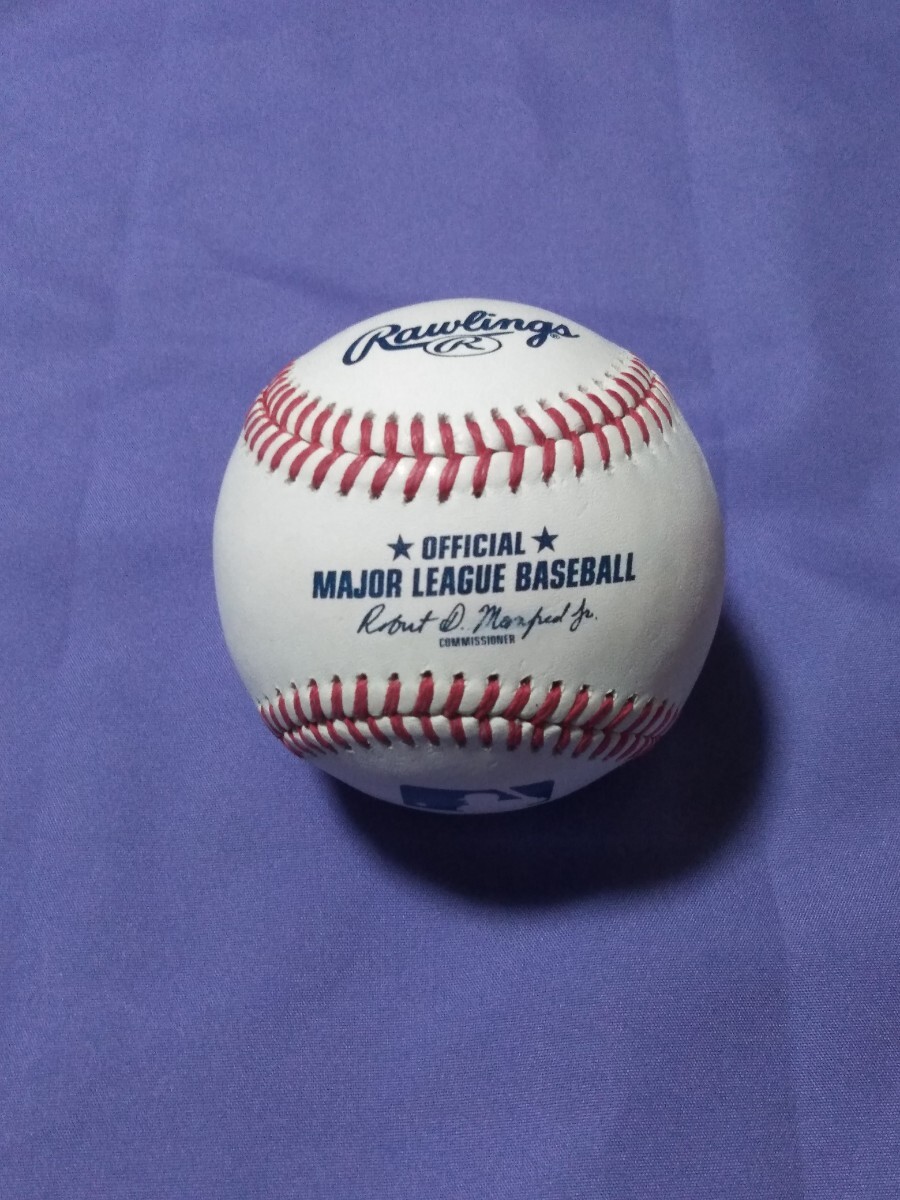 Rawlings®
R
★ OFFICIAL ★
MAJOR LEAGUE BASEBALL
Robert D. Manfred Jr.
COMMISSIONER